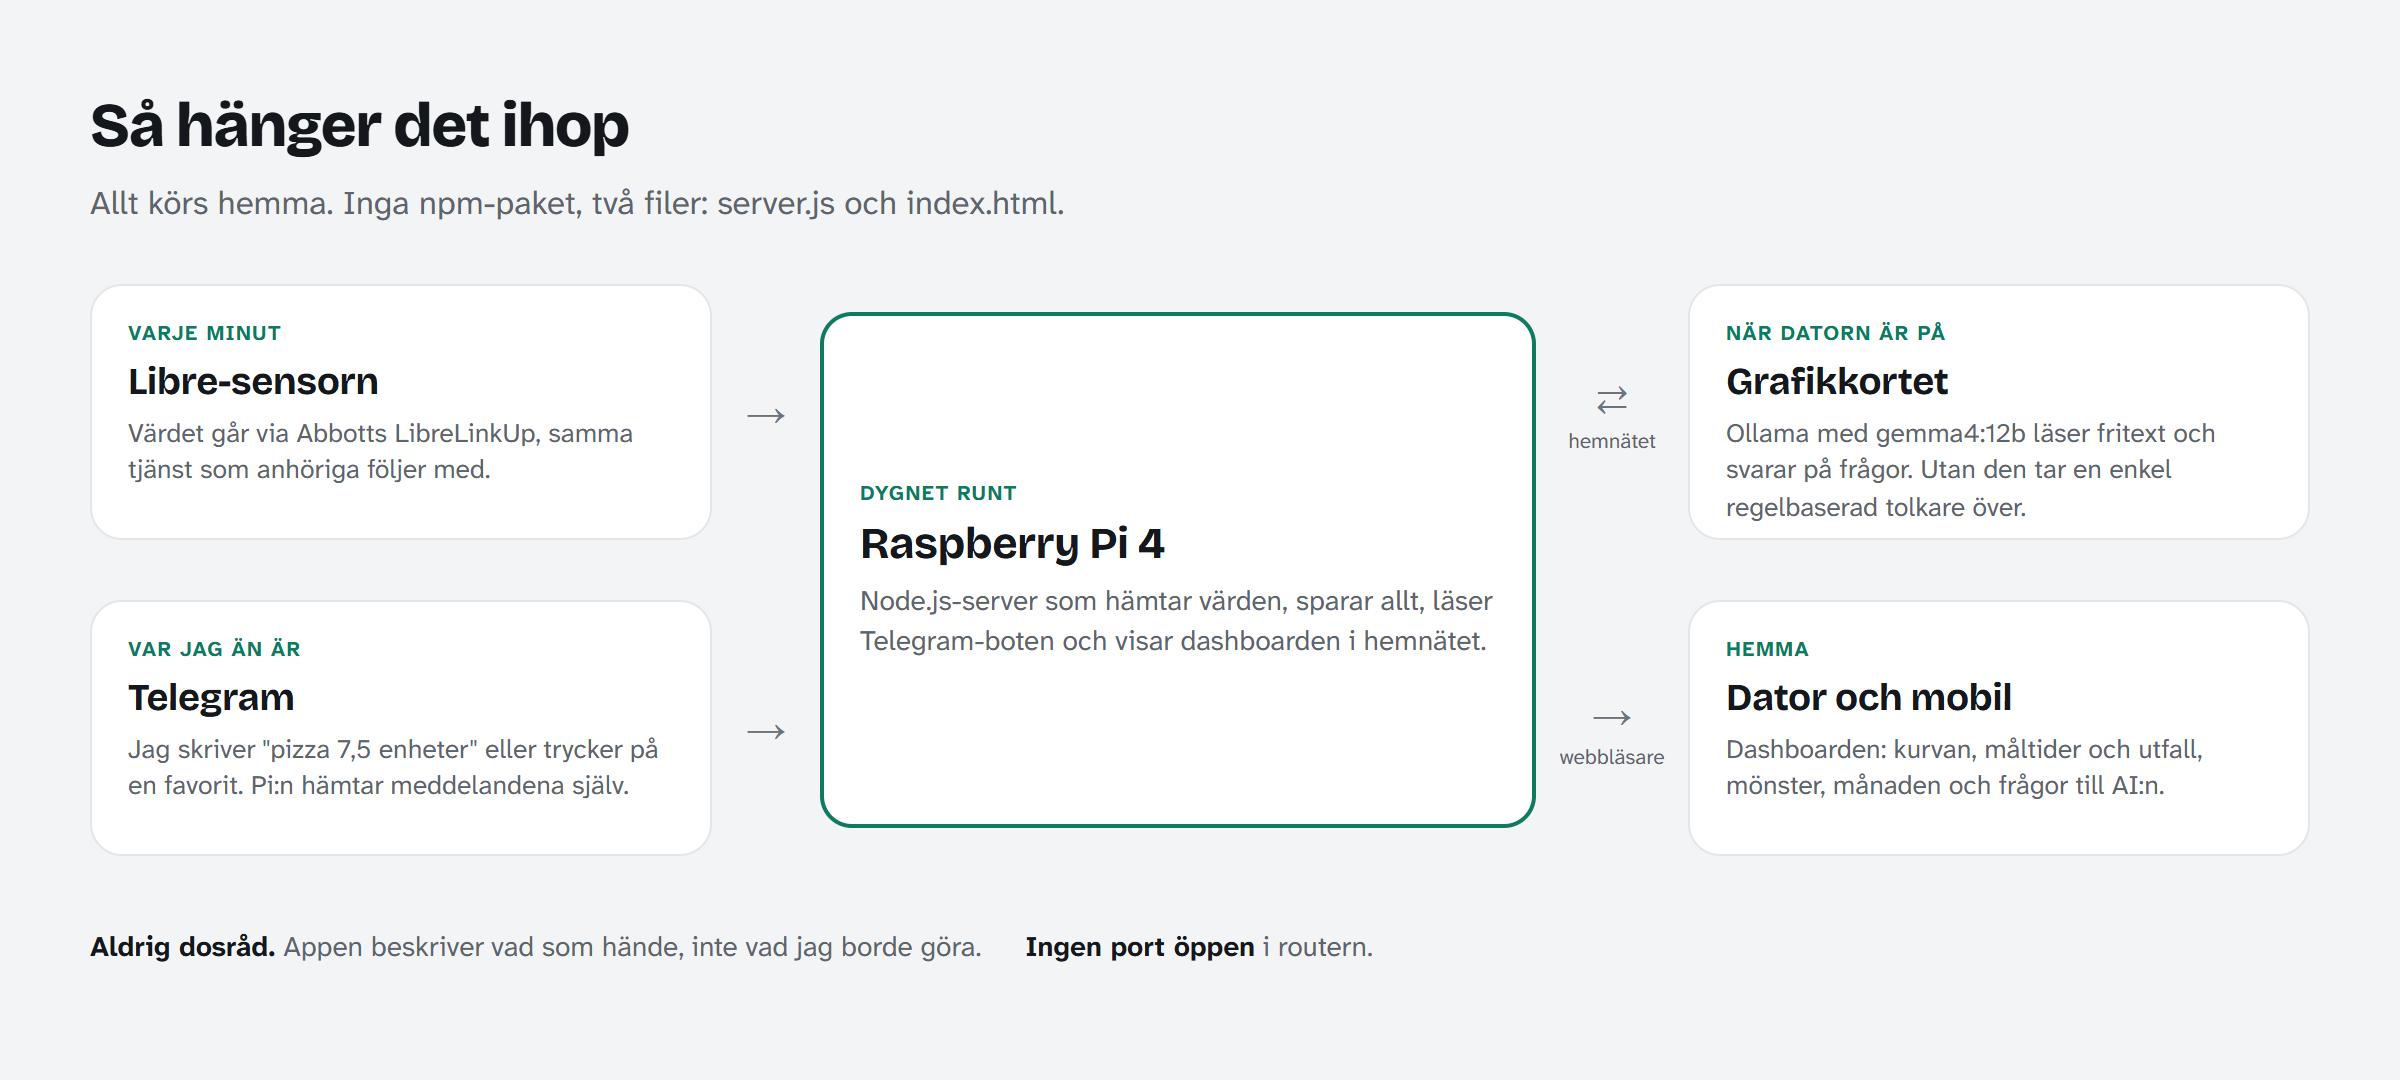 Så hänger det ihop
Allt körs hemma. Inga npm-paket, två filer: server.js och index.html.
VARJE MINUT
Libre-sensorn
Värdet går via Abbotts LibreLinkUp, samma
tjänst som anhöriga följer med.
→
VAR JAG ÄN ÄR
Telegram
Jag skriver "pizza 7,5 enheter" eller trycker på
en favorit. Pi:n hämtar meddelandena själv.
→
DYGNET RUNT
Raspberry Pi 4
Node.js-server som hämtar värden, sparar allt, läser
Telegram-boten och visar dashboarden i hemnätet.
⇄
hemnätet
NÄR DATORN ÄR PÅ
Grafikkortet
Ollama med gemma4:12b läser fritext och
svarar på frågor. Utan den tar en enkel
regelbaserad tolkare över.
→
webbläsare
HEMMA
Dator och mobil
Dashboarden: kurvan, måltider och utfall,
mönster, månaden och frågor till AI:n.
Aldrig dosråd. Appen beskriver vad som hände, inte vad jag borde göra. Ingen port öppen i routern.